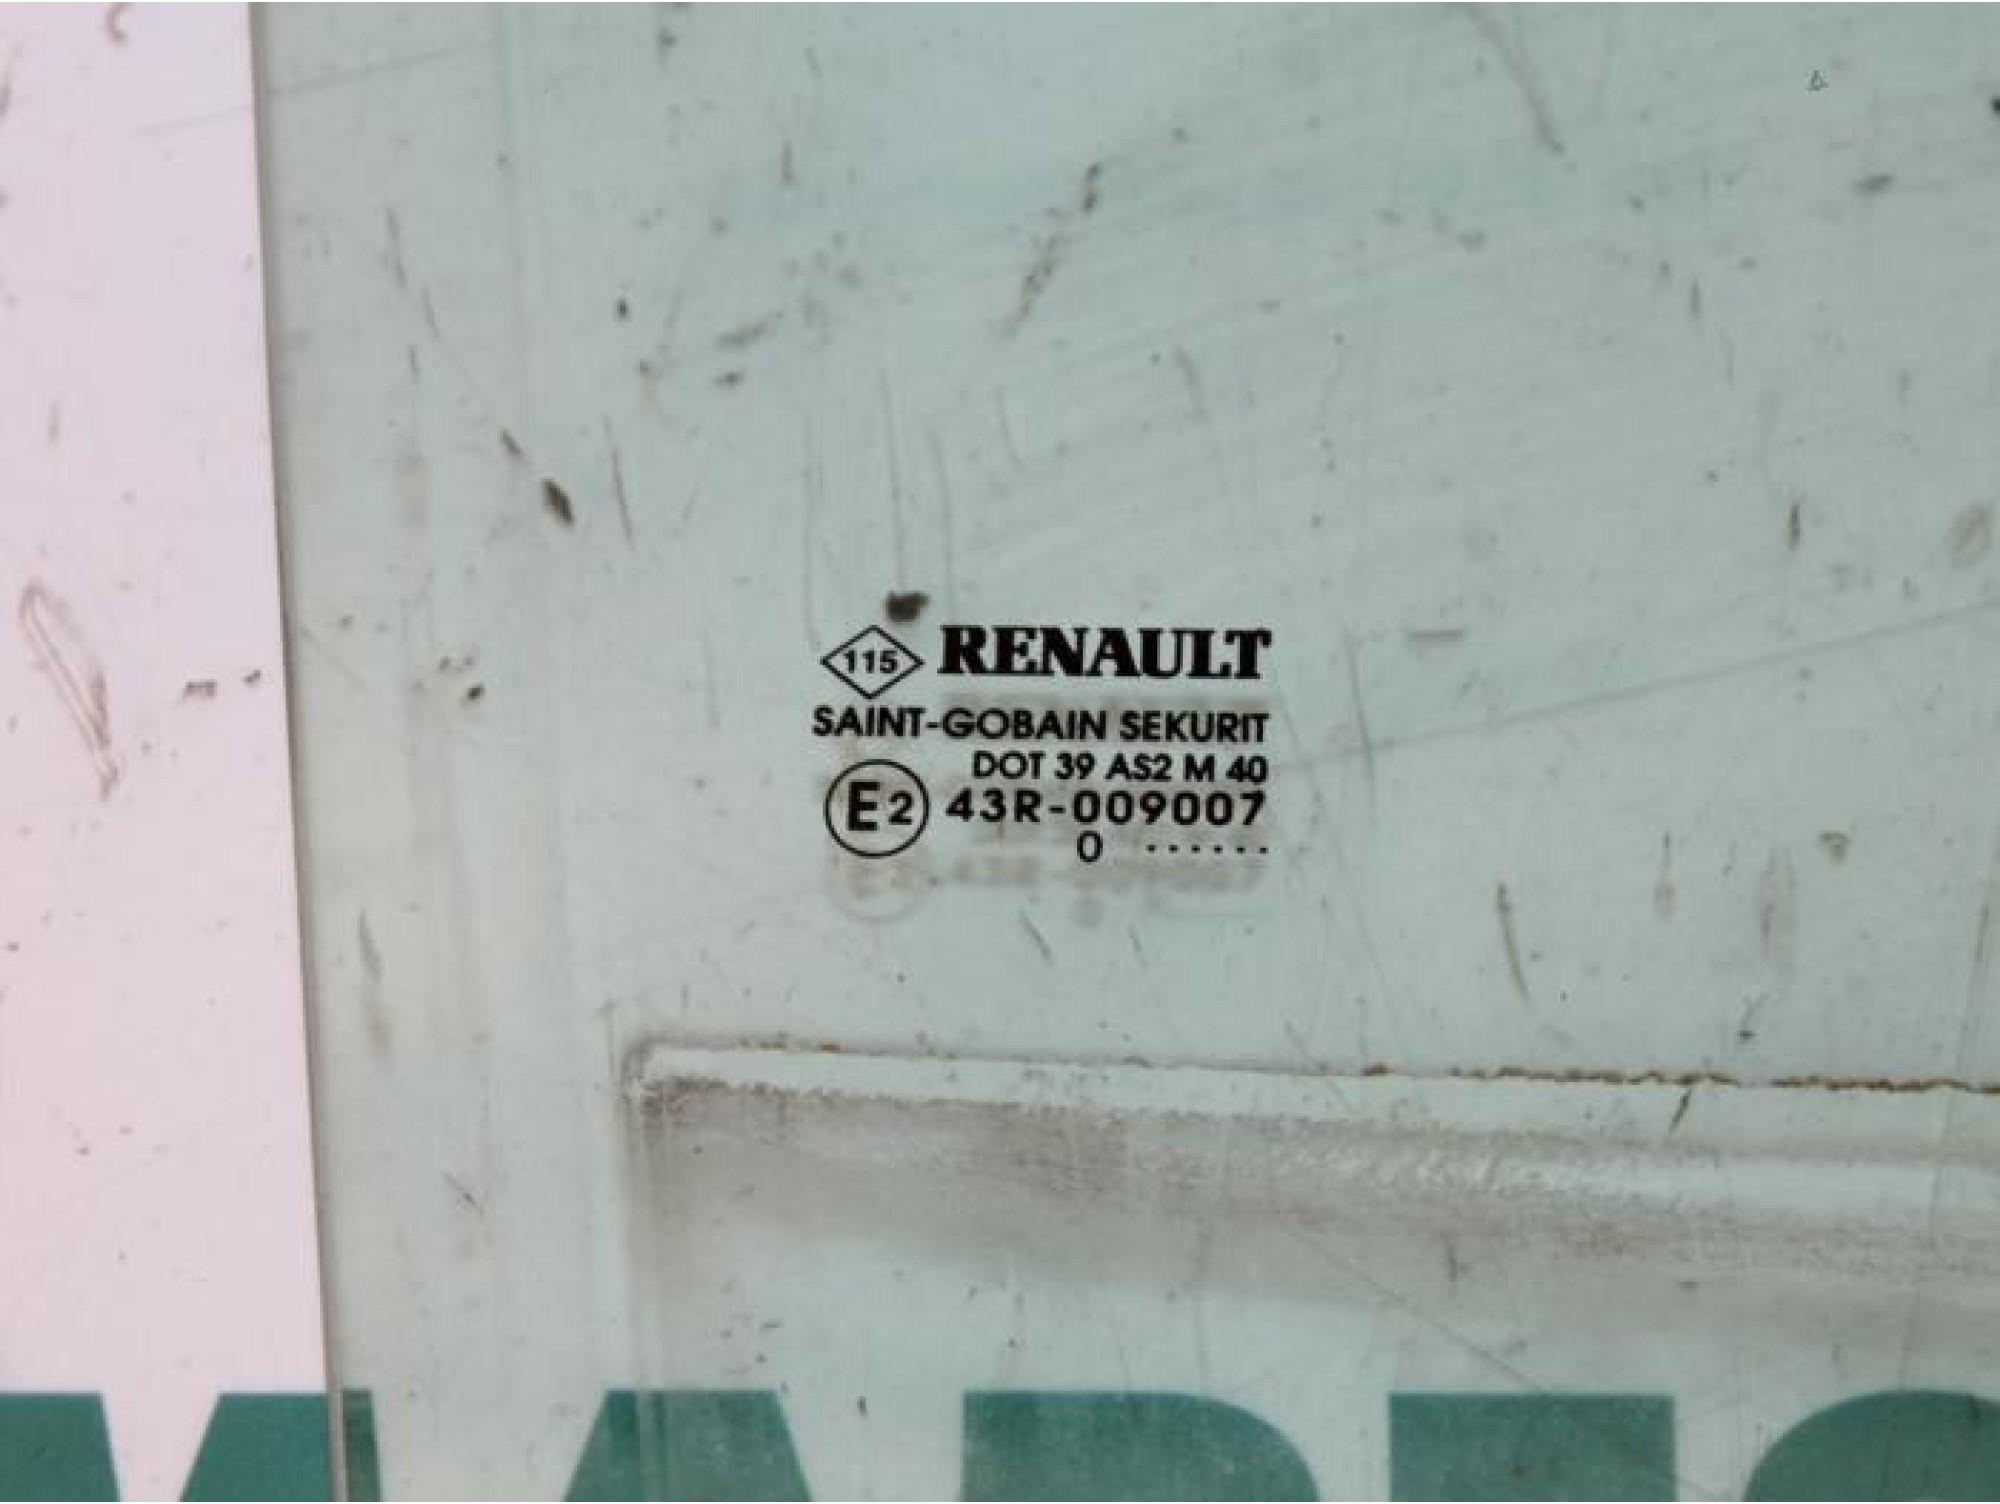 115 RENAULT
SAINT-GOBAIN SEKURIT
DOT 39 AS2 M 40
E2 43R-009007
0 ······